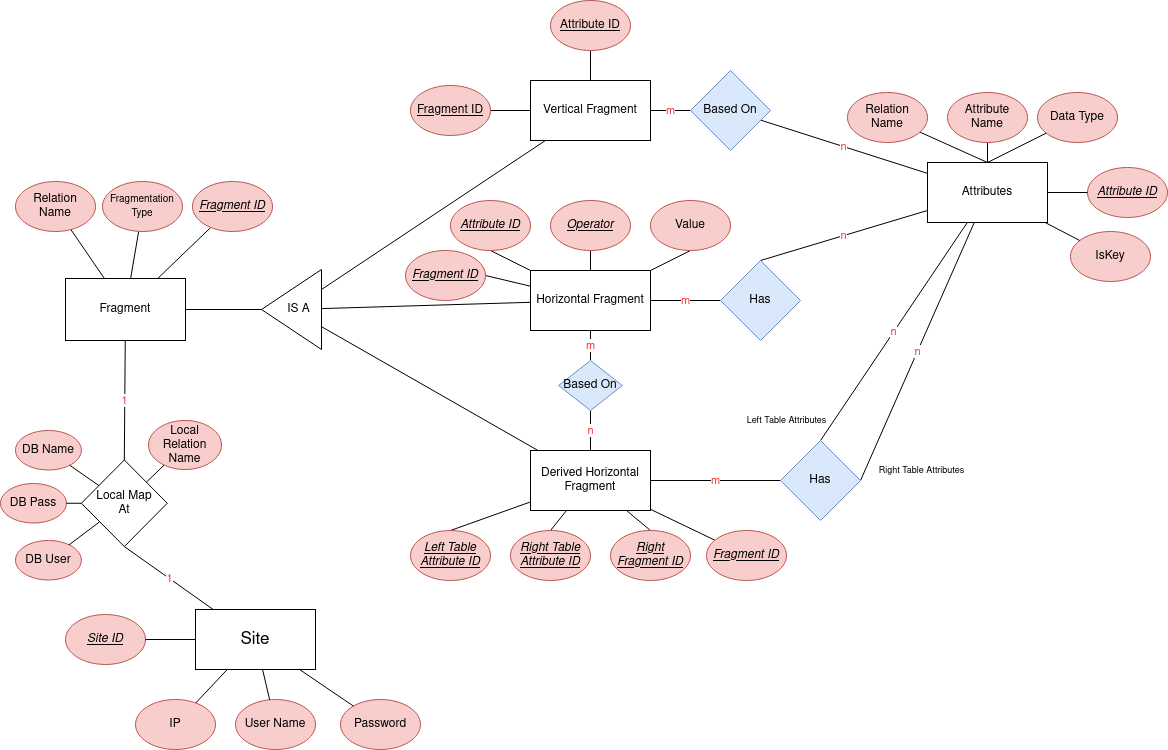 Attribute ID
Fragment ID
Vertical Fragment
m
Based On
n
Relation
Name
Attribute
Name
Data Type
Attributes
Attribute ID
IsKey
Relation
Name
Fragmentation
Type
Fragment ID
Fragment
IS A
Attribute ID
Operator
Value
Fragment ID
Horizontal Fragment
m
Has
n
m
Based On
n
n
n
Left Table Attributes
Right Table Attributes
Derived Horizontal
Fragment
m
Has
Left Table
Attribute ID
Right Table
Attribute ID
Right
Fragment ID
Fragment ID
1
DB Name
Local
Relation
Name
DB Pass
Local Map
At
DB User
1
Site ID
Site
IP
User Name
Password